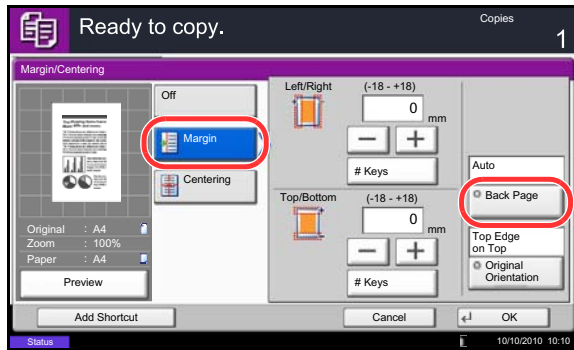 Ready to copy.
Copies
1
Margin/Centering
Off
Margin
Centering
Original : A4
Zoom : 100%
Paper : A4
Preview
Left/Right
(-18 - +18)
0 mm
# Keys
Top/Bottom
(-18 - +18)
0 mm
# Keys
Auto
Back Page
Top Edge
on Top
Original
Orientation
Add Shortcut
Cancel
OK
Status
10/10/2010 10:10